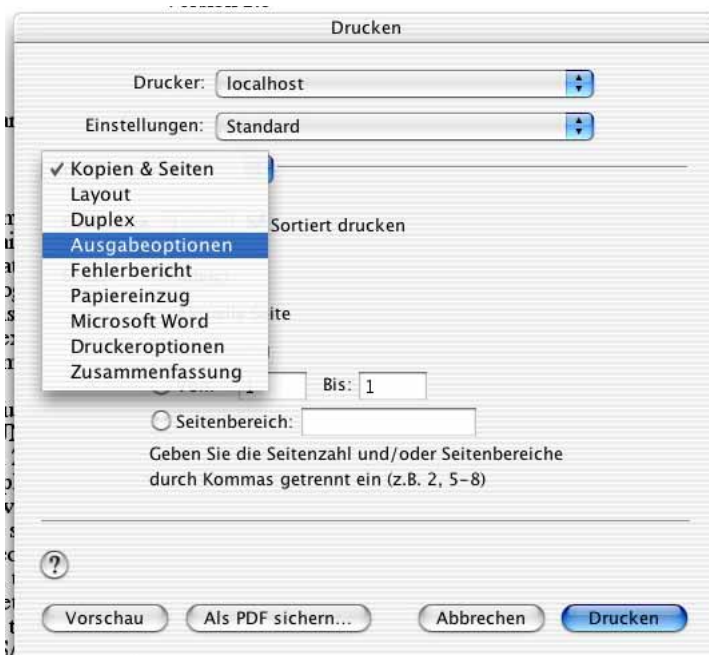 Drucken
Drucker: localhost
Einstellungen: Standard
✓ Kopien & Seiten
Layout
Duplex
Sortiert drucken
Ausgabeoptionen
Fehlerbericht
Papiereinzug
Microsoft Word
Druckeroptionen
Zusammenfassung
Bis: 1
Seitenbereich:
Geben Sie die Seitenzahl und/oder Seitenbereiche
durch Kommas getrennt ein (z.B. 2, 5-8)
?
Vorschau Als PDF sichern... Abbrechen Drucken